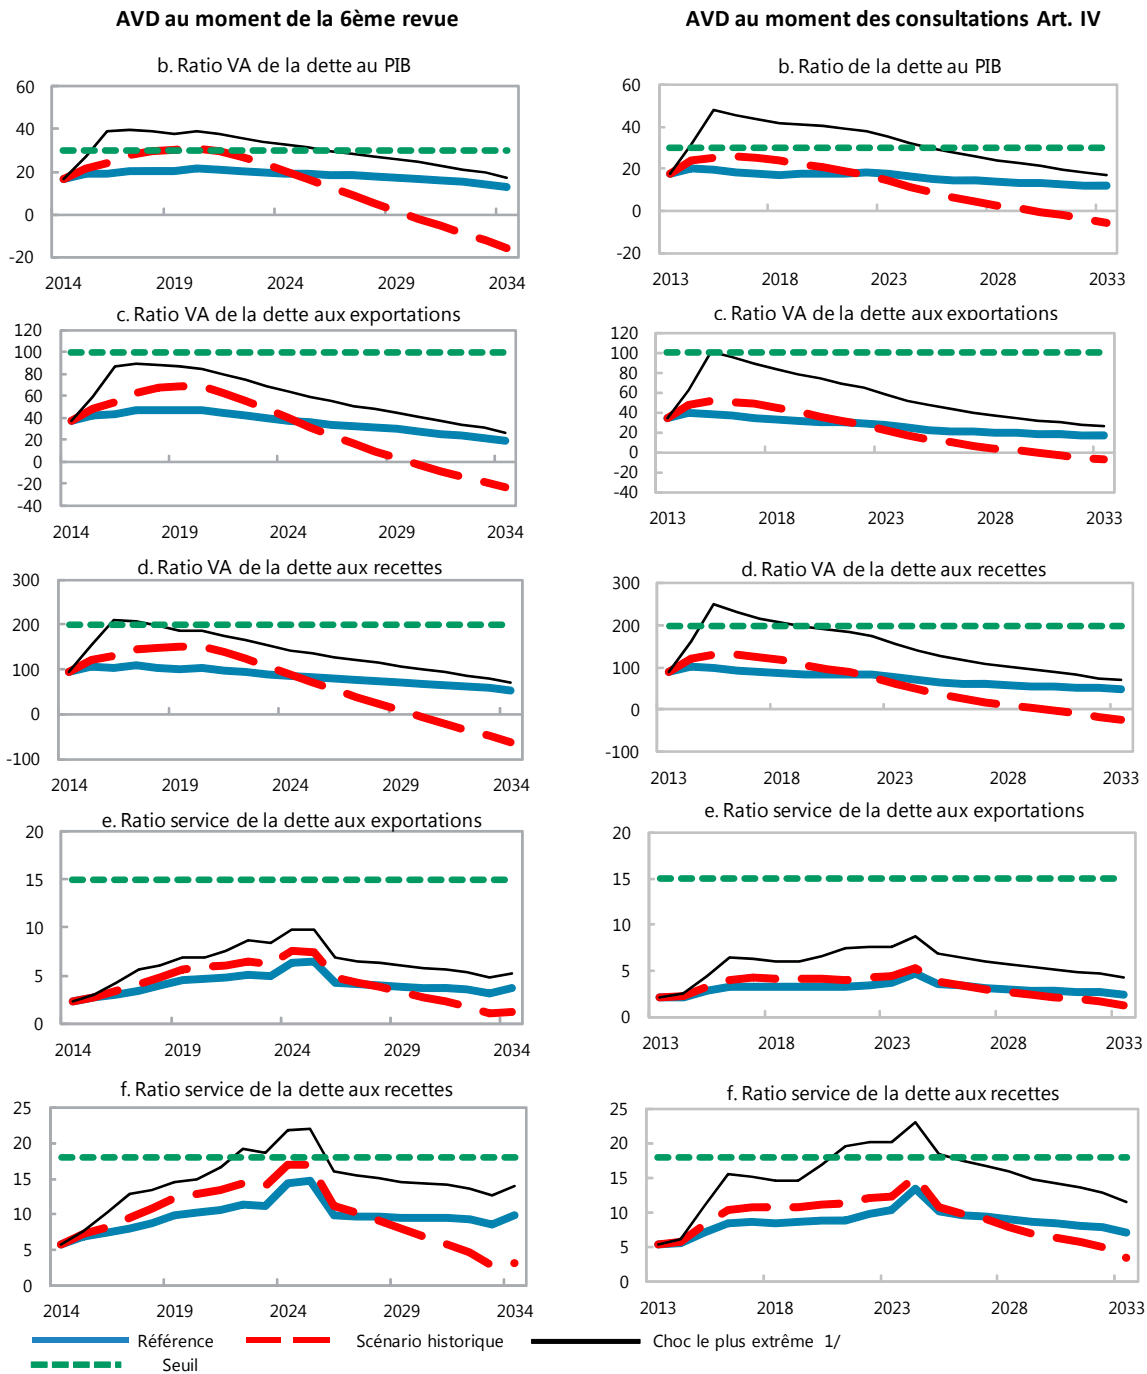 AVD au moment de la 6ème revue
AVD au moment des consultations Art. IV
b. Ratio VA de la dette au PIB
60
40
20
0
-20
2014 2019 2024 2029 2034
b. Ratio de la dette au PIB
60
40
20
0
-20
2013 2018 2023 2028 2033
c. Ratio VA de la dette aux exportations
120
100
80
60
40
20
0
-20
-40
2014 2019 2024 2029 2034
c. Ratio VA de la dette aux exportations
120
100
80
60
40
20
0
-20
-40
2013 2018 2023 2028 2033
d. Ratio VA de la dette aux recettes
300
200
100
0
-100
2014 2019 2024 2029 2034
d. Ratio VA de la dette aux recettes
300
200
100
0
-100
2013 2018 2023 2028 2033
e. Ratio service de la dette aux exportations
20
15
10
5
0
2014 2019 2024 2029 2034
e. Ratio service de la dette aux exportations
20
15
10
5
0
2013 2018 2023 2028 2033
f. Ratio service de la dette aux recettes
25
20
15
10
5
0
2014 2019 2024 2029 2034
f. Ratio service de la dette aux recettes
25
20
15
10
5
0
2013 2018 2023 2028 2033
Référence Scénario historique Choc le plus extrême 1/
Seuil